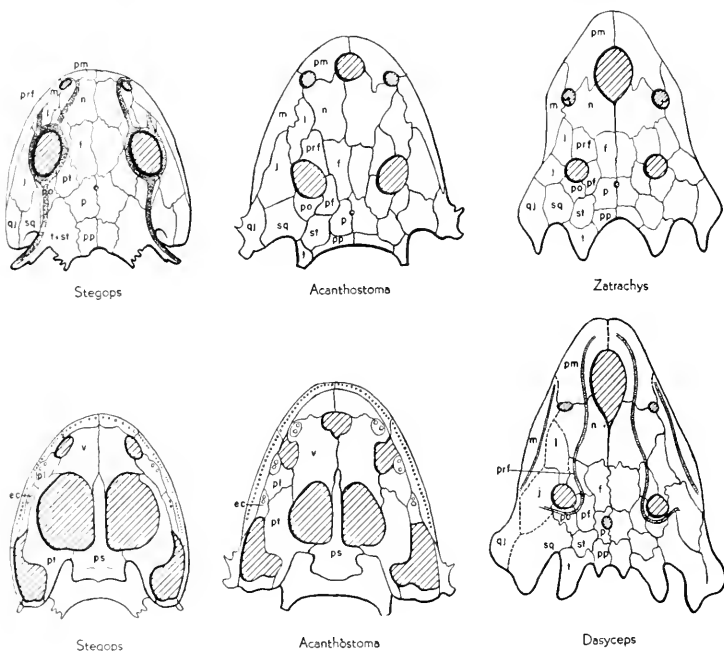 pm
prf
m
n
l
f
j
pf
po
p
qj
sq
t+st
pp
Stegops
pm
m
l
n
prf
f
j
po
pf
p
qj
sq
st
pp
t
Acanthostoma
pm
m
n
l
prf
f
j
po
pf
p
qj
sq
st
pp
t
Zatrachys
v
p
ec
pt
ps
Stegops
v
pl
ec
pt
ps
Acanthostoma
pm
m
n
l
prf
j
f
po
pf
p
qj
sq
st
pp
t
Dasyceps